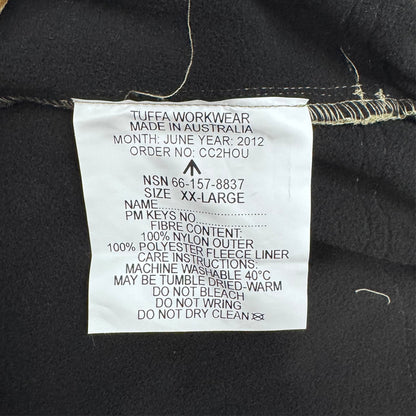 TUFFA WORKWEAR
MADE IN AUSTRALIA
MONTH: JUNE YEAR; 2012
ORDER NO; CC2HOU
NSN 66-157-8837
SIZE XX-LARGE
NAME..............................
PM KEYS NO....................
FIBRE CONTENT:
100% NYLON OUTER
100% POLYESTER FLEECE LINER
CARE INSTRUCTIONS:
MACHINE WASHABLE 40°C
MAY BE TUMBLE DRIED-WARM
DO NOT BLEACH
DO NOT WRING
DO NOT DRY CLEAN